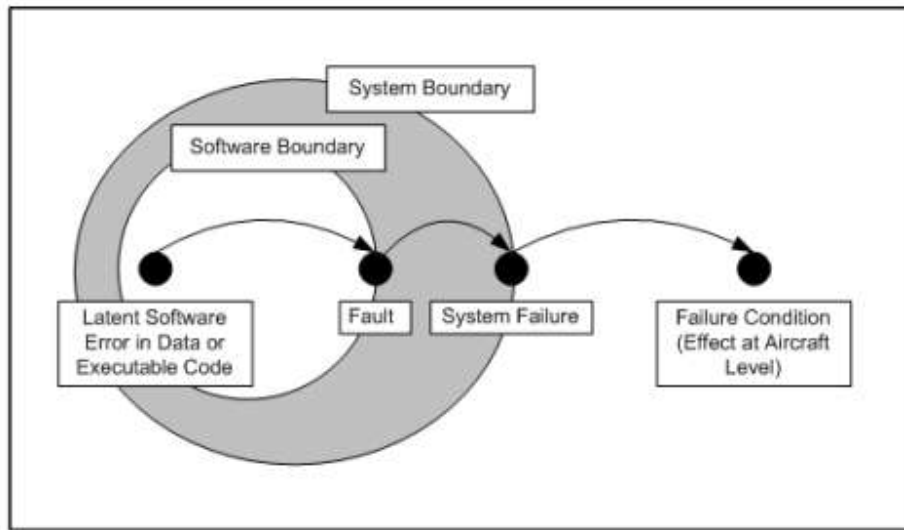 System Boundary
Software Boundary
Latent Software
Error in Data or
Executable Code
Fault
System Failure
Failure Condition
(Effect at Aircraft
Level)